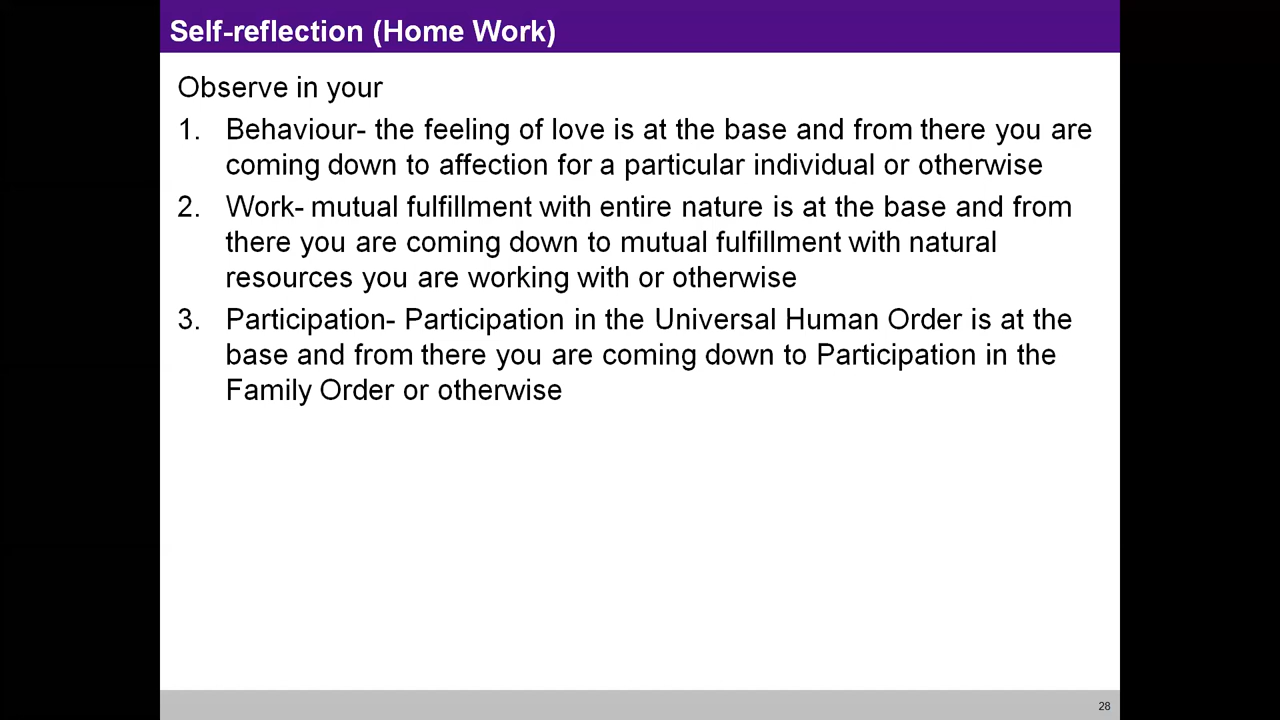 Self-reflection (Home Work)
Observe in your
1. Behaviour- the feeling of love is at the base and from there you are
coming down to affection for a particular individual or otherwise
2. Work- mutual fulfillment with entire nature is at the base and from
there you are coming down to mutual fulfillment with natural
resources you are working with or otherwise
3. Participation- Participation in the Universal Human Order is at the
base and from there you are coming down to Participation in the
Family Order or otherwise
28